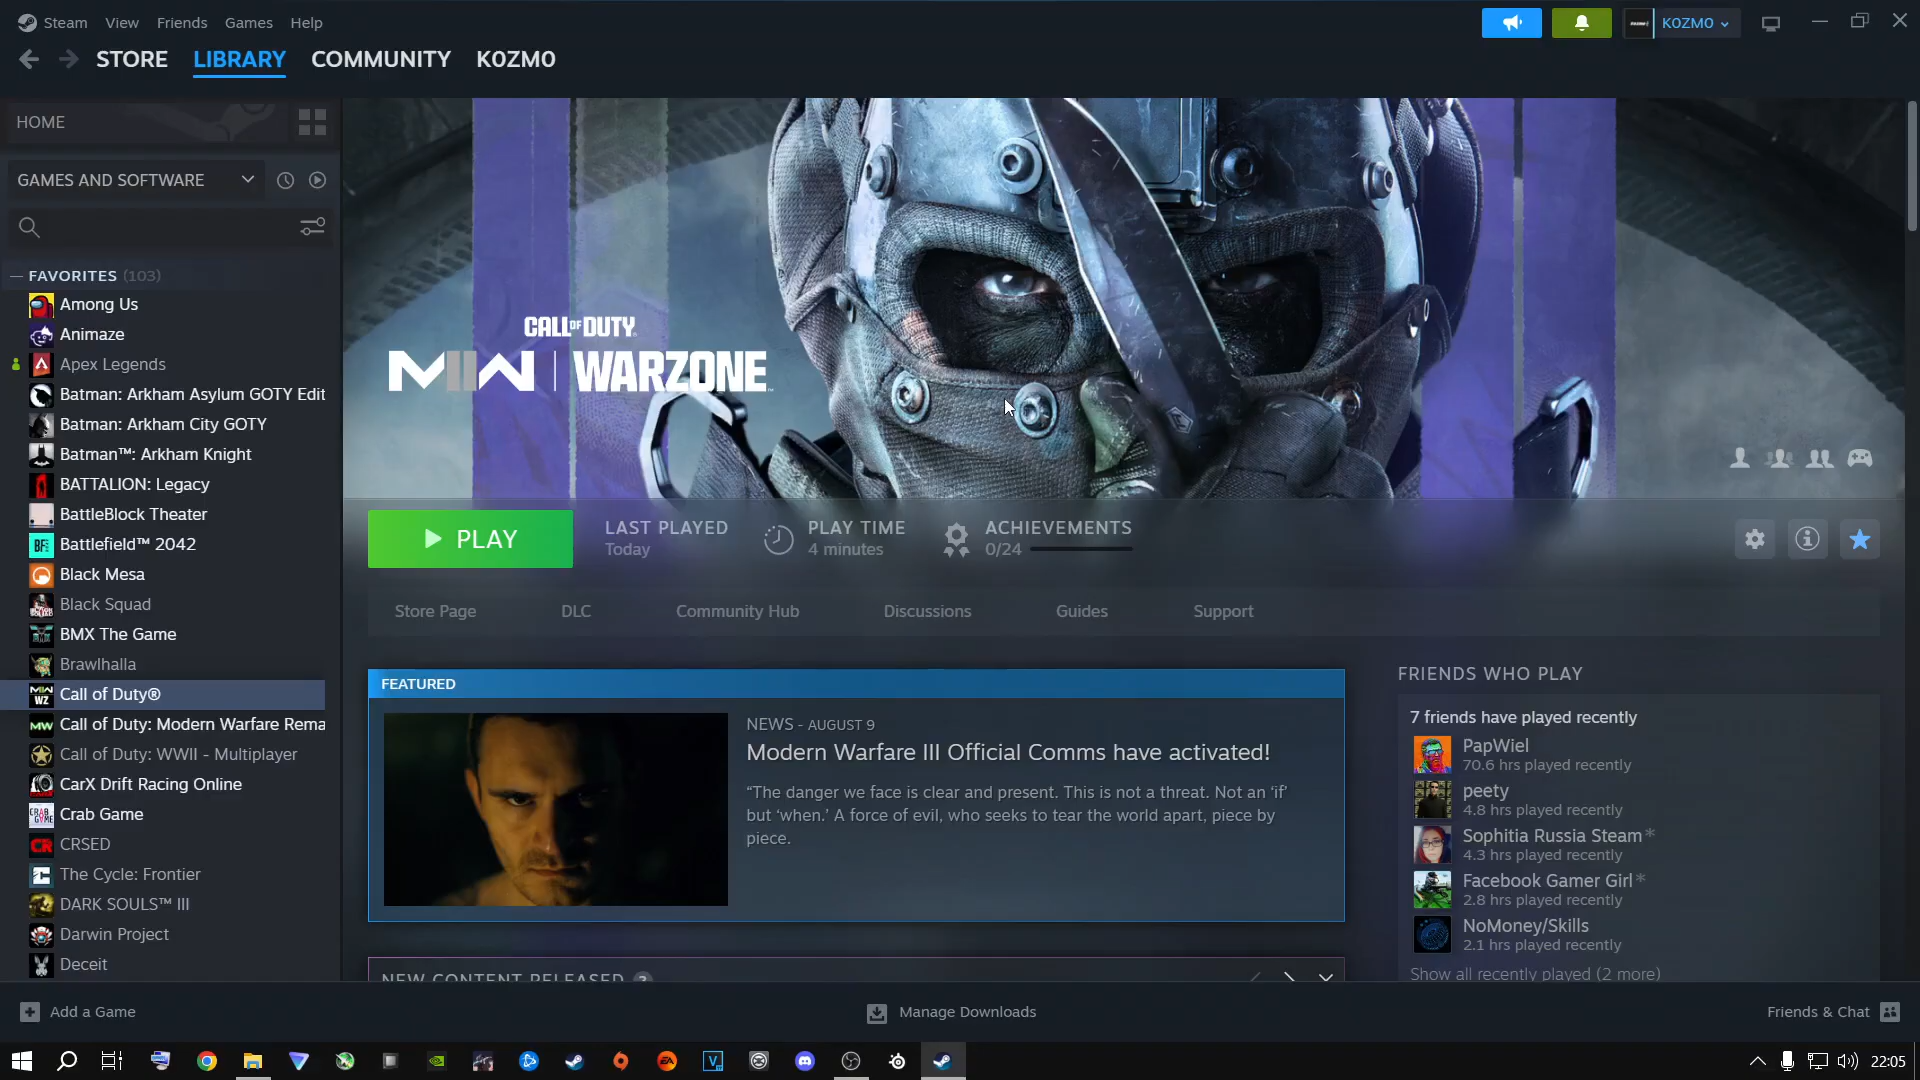 Steam View Friends Games Help
K0ZM0
STORE LIBRARY COMMUNITY K0ZM0
HOME
GAMES AND SOFTWARE
FAVORITES (103)
Among Us
Animaze
Apex Legends
Batman: Arkham Asylum GOTY Edit
Batman: Arkham City GOTY
Batman™: Arkham Knight
BATTALION: Legacy
BattleBlock Theater
Battlefield™ 2042
Black Mesa
Black Squad
BMX The Game
Brawlhalla
Call of Duty®
Call of Duty: Modern Warfare Rema
Call of Duty: WWII - Multiplayer
CarX Drift Racing Online
Crab Game
CRSED
The Cycle: Frontier
DARK SOULS™ III
Darwin Project
Deceit
CALL OF DUTY
MW | WARZONE
PLAY
LAST PLAYED
Today
PLAY TIME
4 minutes
ACHIEVEMENTS
0/24
Store Page DLC Community Hub Discussions Guides Support
FEATURED
NEWS - AUGUST 9
Modern Warfare III Official Comms have activated!
“The danger we face is clear and present. This is not a threat. Not an ‘if’
but ‘when.’ A force of evil, who seeks to tear the world apart, piece by
piece.
NEW CONTENT RELEASED
FRIENDS WHO PLAY
7 friends have played recently
PapWiel
70.6 hrs played recently
peety
4.8 hrs played recently
Sophitia Russia Steam*
4.3 hrs played recently
Facebook Gamer Girl*
2.8 hrs played recently
NoMoney/Skills
2.1 hrs played recently
Show all recently played (2 more)
Add a Game
Manage Downloads
Friends & Chat
22:05